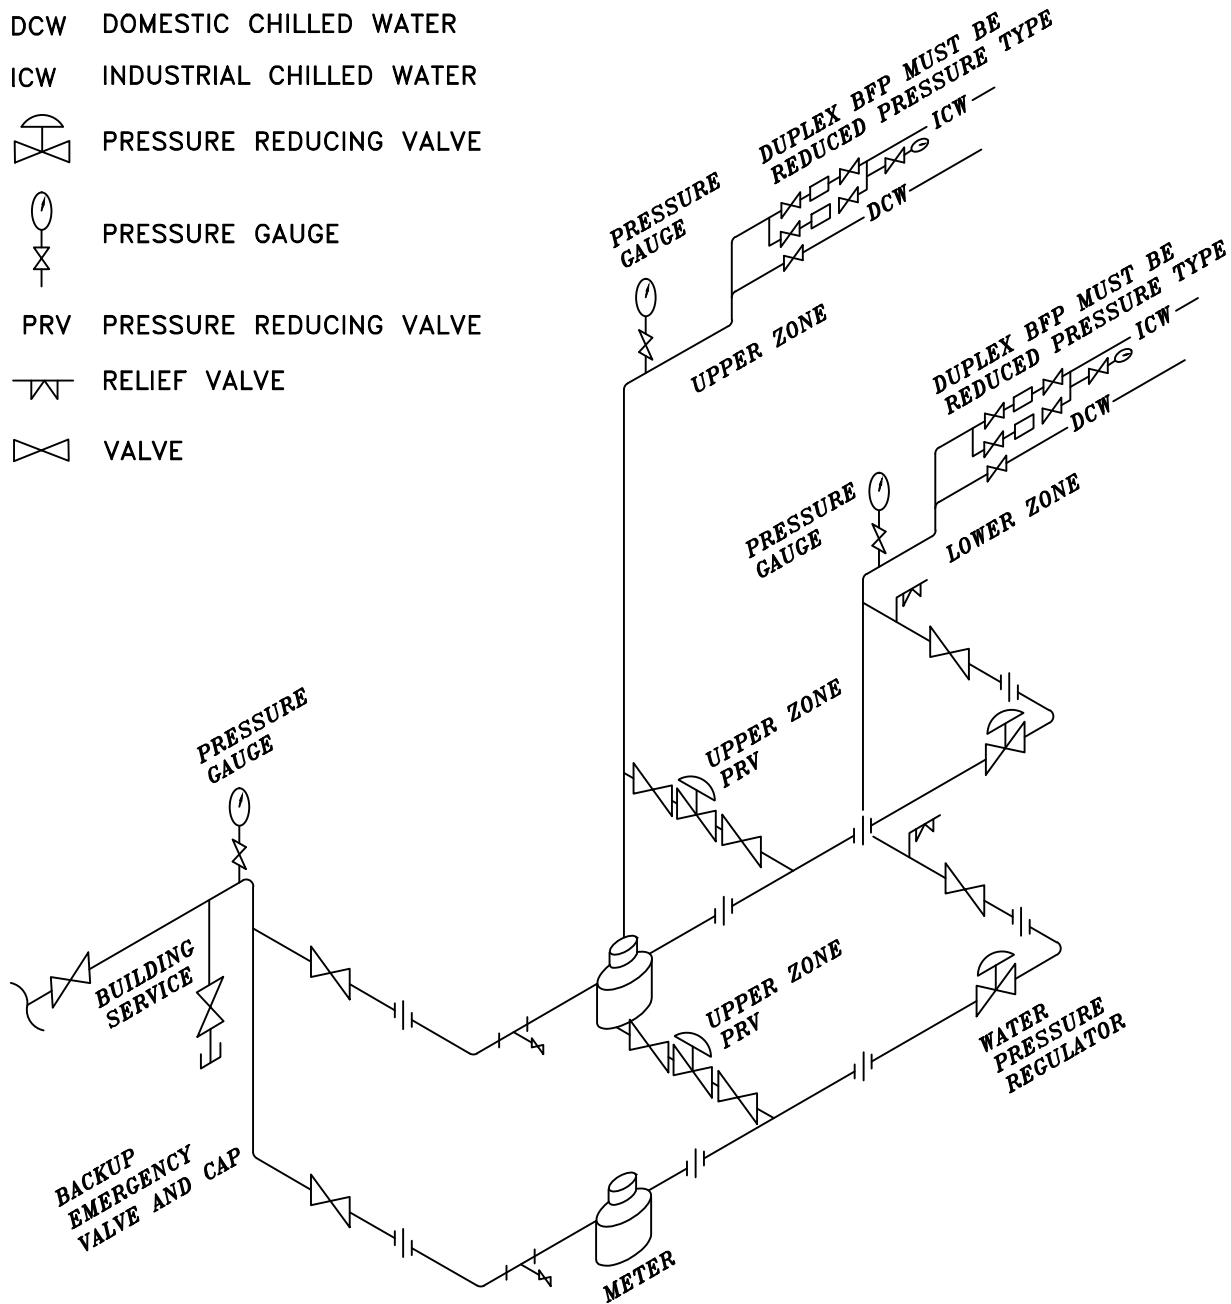 DCW DOMESTIC CHILLED WATER
ICW INDUSTRIAL CHILLED WATER
PRESSURE REDUCING VALVE
PRESSURE GAUGE
PRV PRESSURE REDUCING VALVE
RELIEF VALVE
VALVE
DUPLEX BFP MUST BE
REDUCED PRESSURE TYPE
ICW
DCW
PRESSURE
GAUGE
UPPER ZONE
DUPLEX BFP MUST BE
REDUCED PRESSURE TYPE
ICW
DCW
PRESSURE
GAUGE
LOWER ZONE
PRESSURE
GAUGE
UPPER ZONE
PRV
BUILDING
SERVICE
UPPER ZONE
PRV
WATER
PRESSURE
REGULATOR
BACKUP
EMERGENCY
VALVE AND CAP
METER